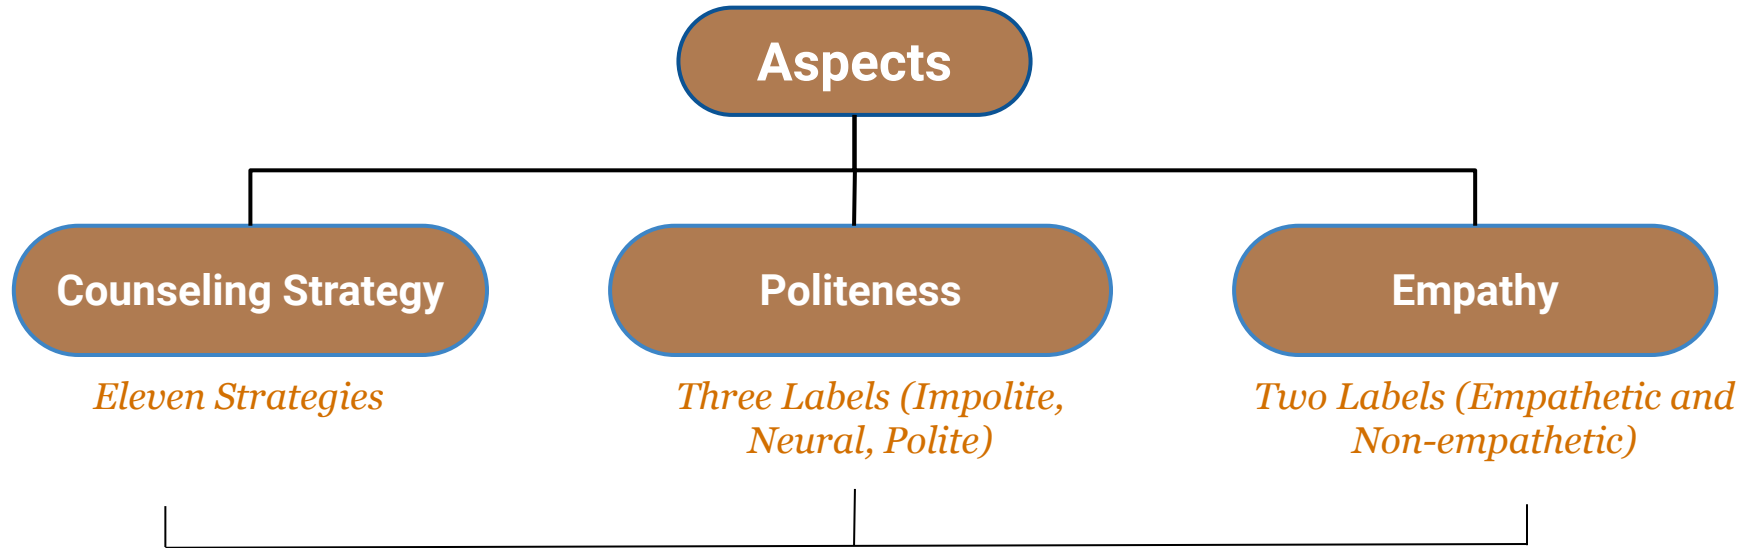 Aspects
Counseling Strategy
Politeness
Empathy
Eleven Strategies
Three Labels (Impolite,
Neural, Polite)
Two Labels (Empathetic and
Non-empathetic)